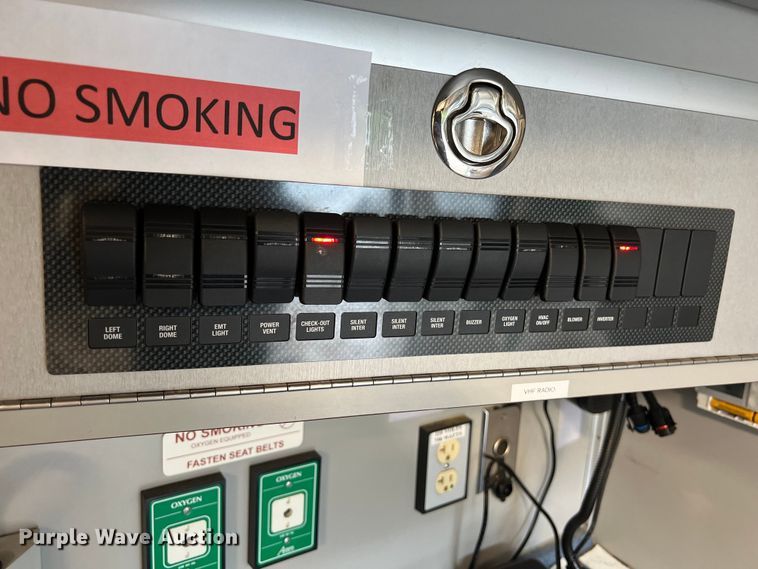 NO SMOKING
LEFT
DOME
RIGHT
DOME
EMT
LIGHT
POWER
VENT
CHECK-OUT
LIGHTS
SILENT
INTER
SILENT
INTER
SILENT
INTER
BUZZER
OXYGEN
LIGHT
HVAC
ON/OFF
BLOWER
INVERTER
VHF RADIO
NO SMOKING
OXYGEN EQUIPPED
FASTEN SEAT BELTS
OXYGEN
OXYGEN
Purple Wave Auction